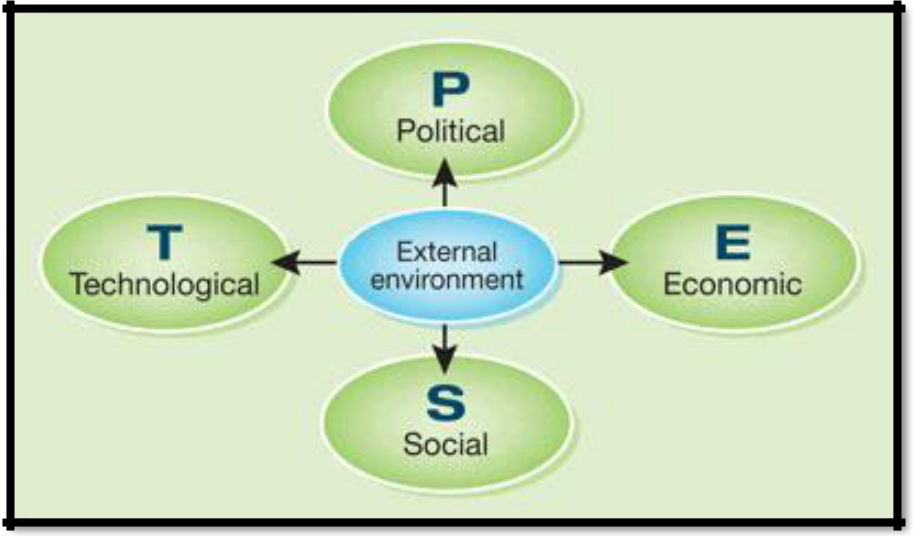 P
Political
T
Technological
External
environment
E
Economic
S
Social